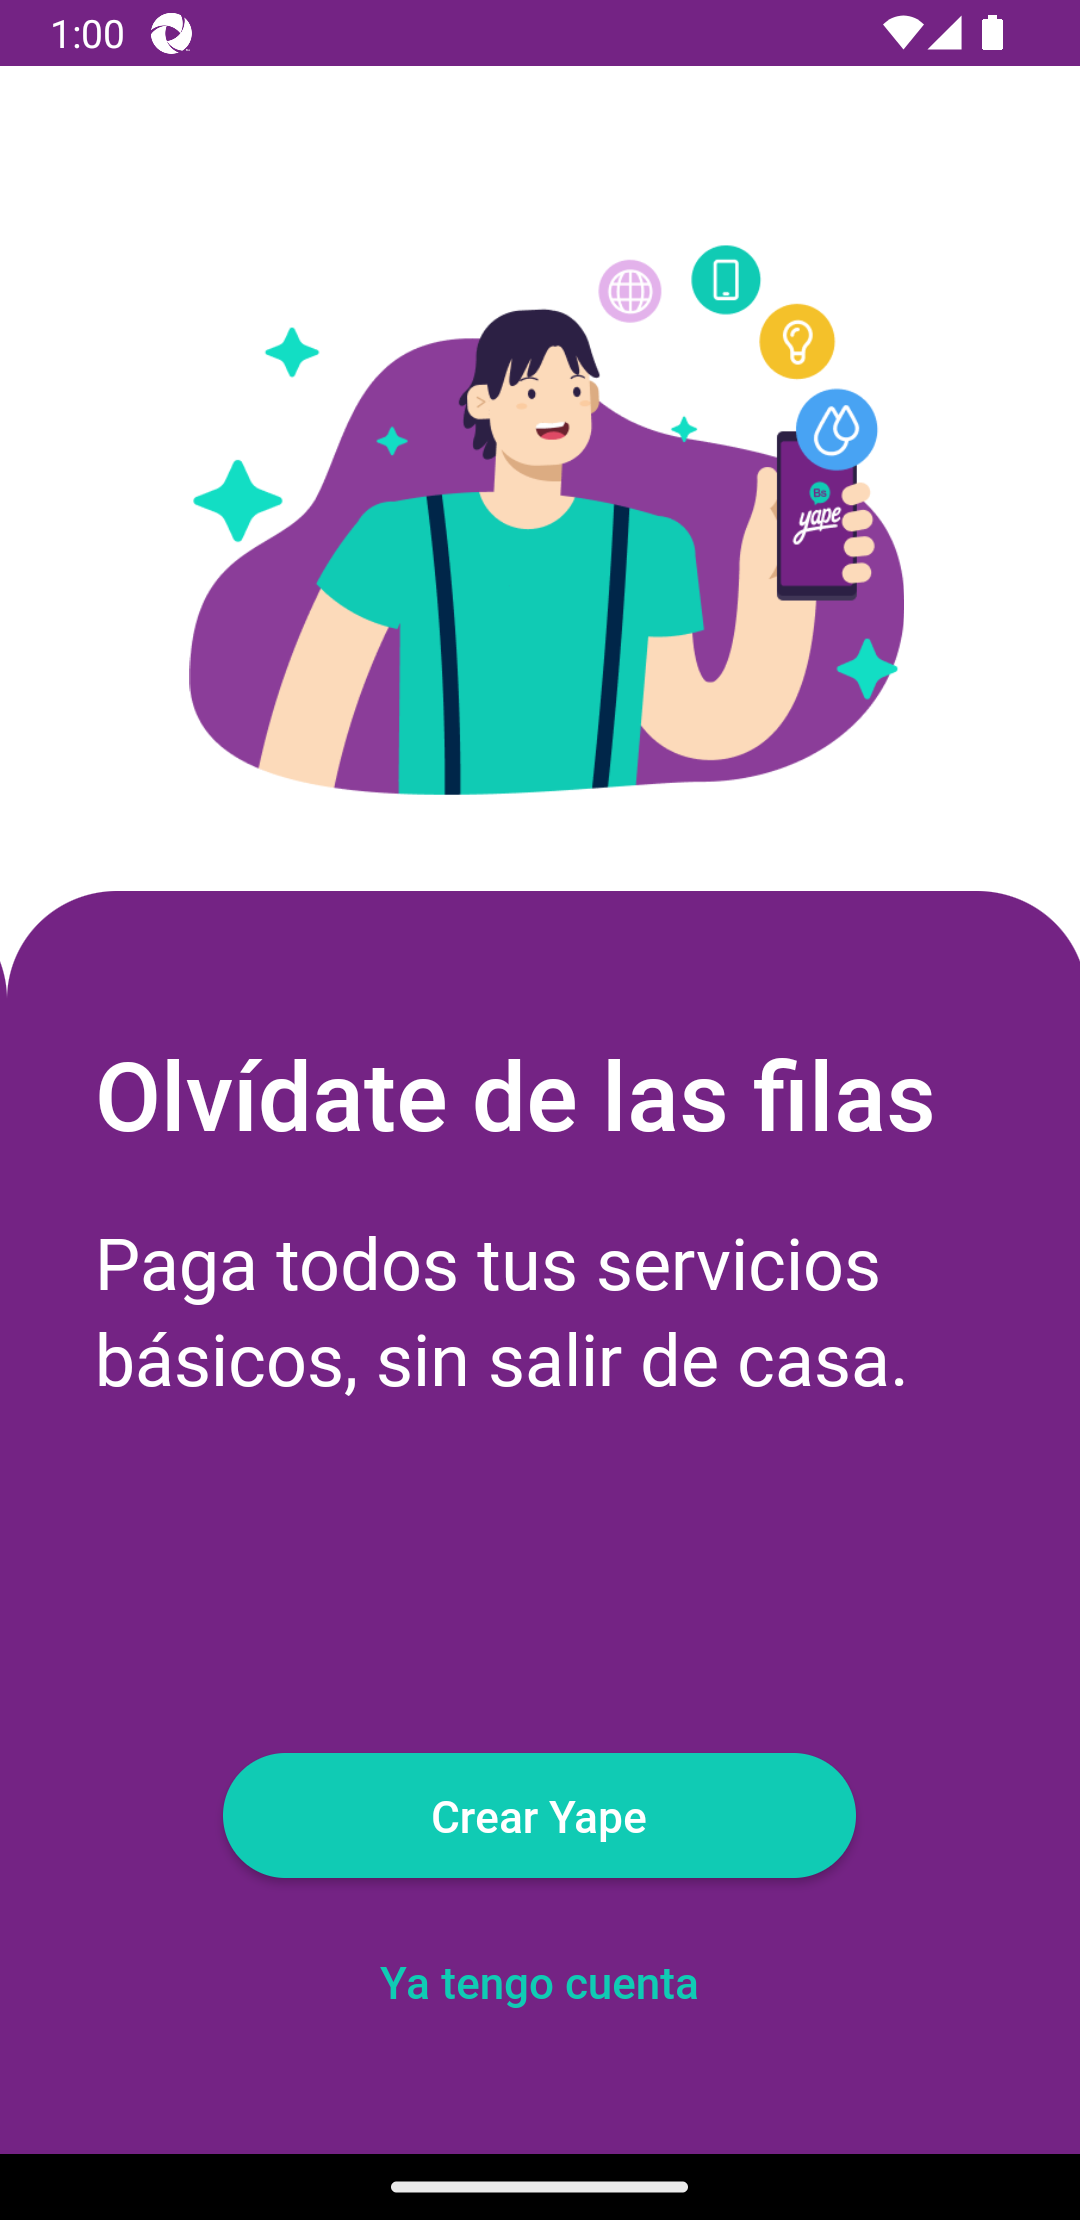 1:00
Bs
yape
Olvídate de las filas
Paga todos tus servicios
básicos, sin salir de casa.
Crear Yape
Ya tengo cuenta